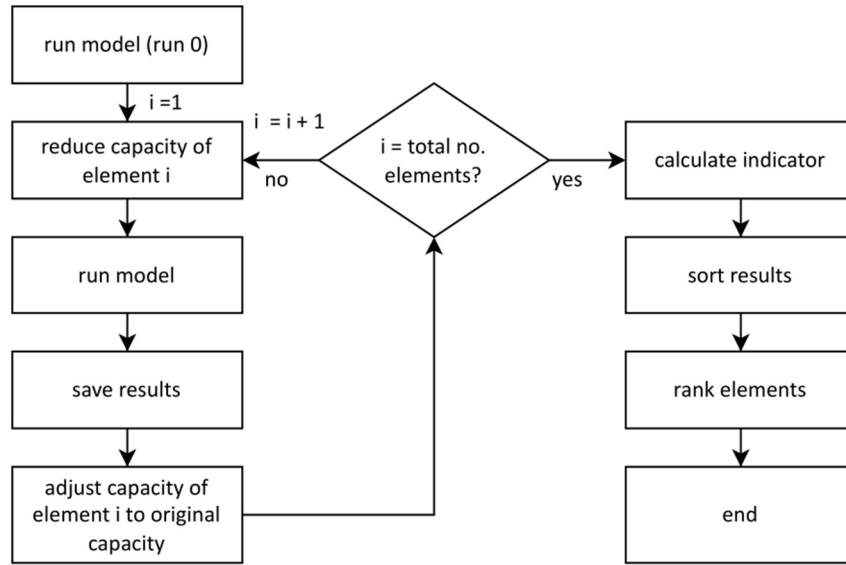 run model (run 0)
i =1
reduce capacity of
element i
run model
save results
adjust capacity of
element i to original
capacity
i = i + 1
no
i = total no.
elements?
yes
calculate indicator
sort results
rank elements
end